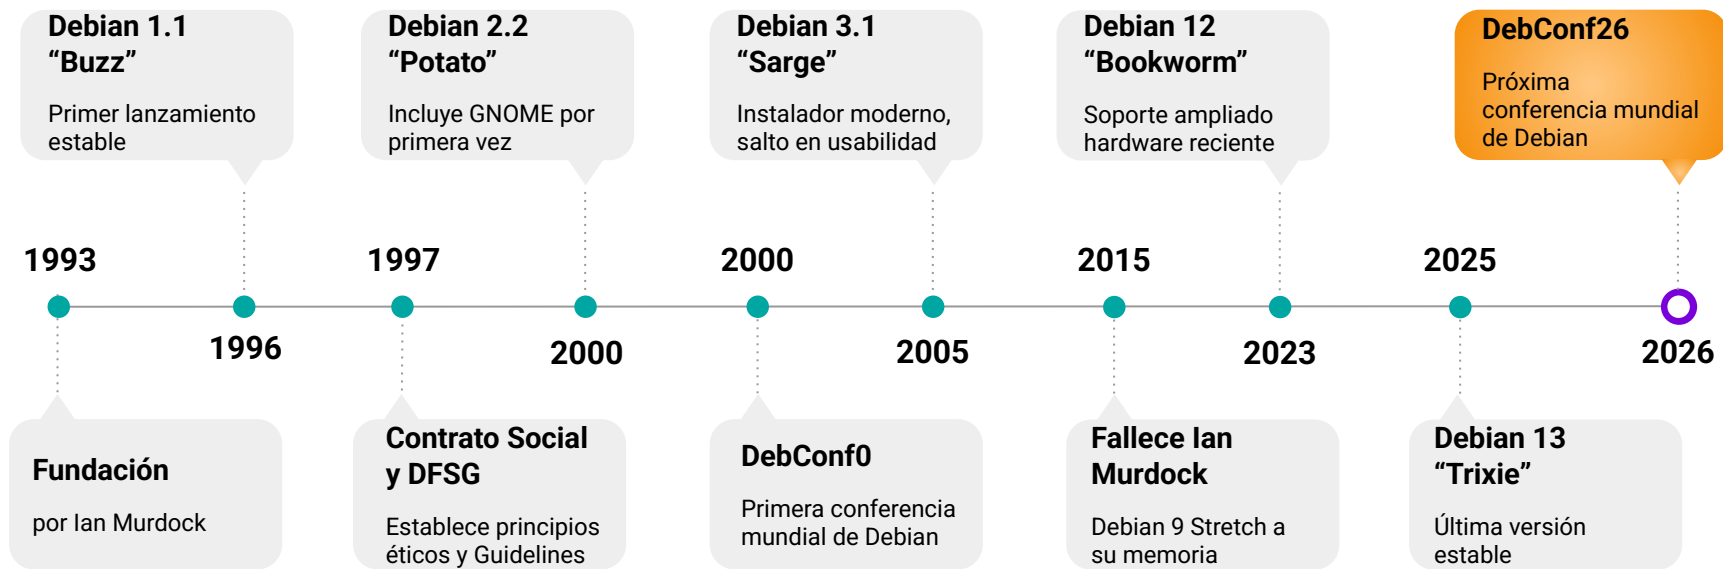 Debian 1.1
“Buzz”
Primer lanzamiento
estable
Debian 2.2
“Potato”
Incluye GNOME por
primera vez
Debian 3.1
“Sarge”
Instalador moderno,
salto en usabilidad
Debian 12
“Bookworm”
Soporte ampliado
hardware reciente
DebConf26
Próxima
conferencia mundial
de Debian
1993
1997
2000
2015
2025
1996
2000
2005
2023
2026
Fundación
por Ian Murdock
Contrato Social
y DFSG
Establece principios
éticos y Guidelines
DebConf0
Primera conferencia
mundial de Debian
Fallece Ian
Murdock
Debian 9 Stretch a
su memoria
Debian 13
“Trixie”
Última versión
estable